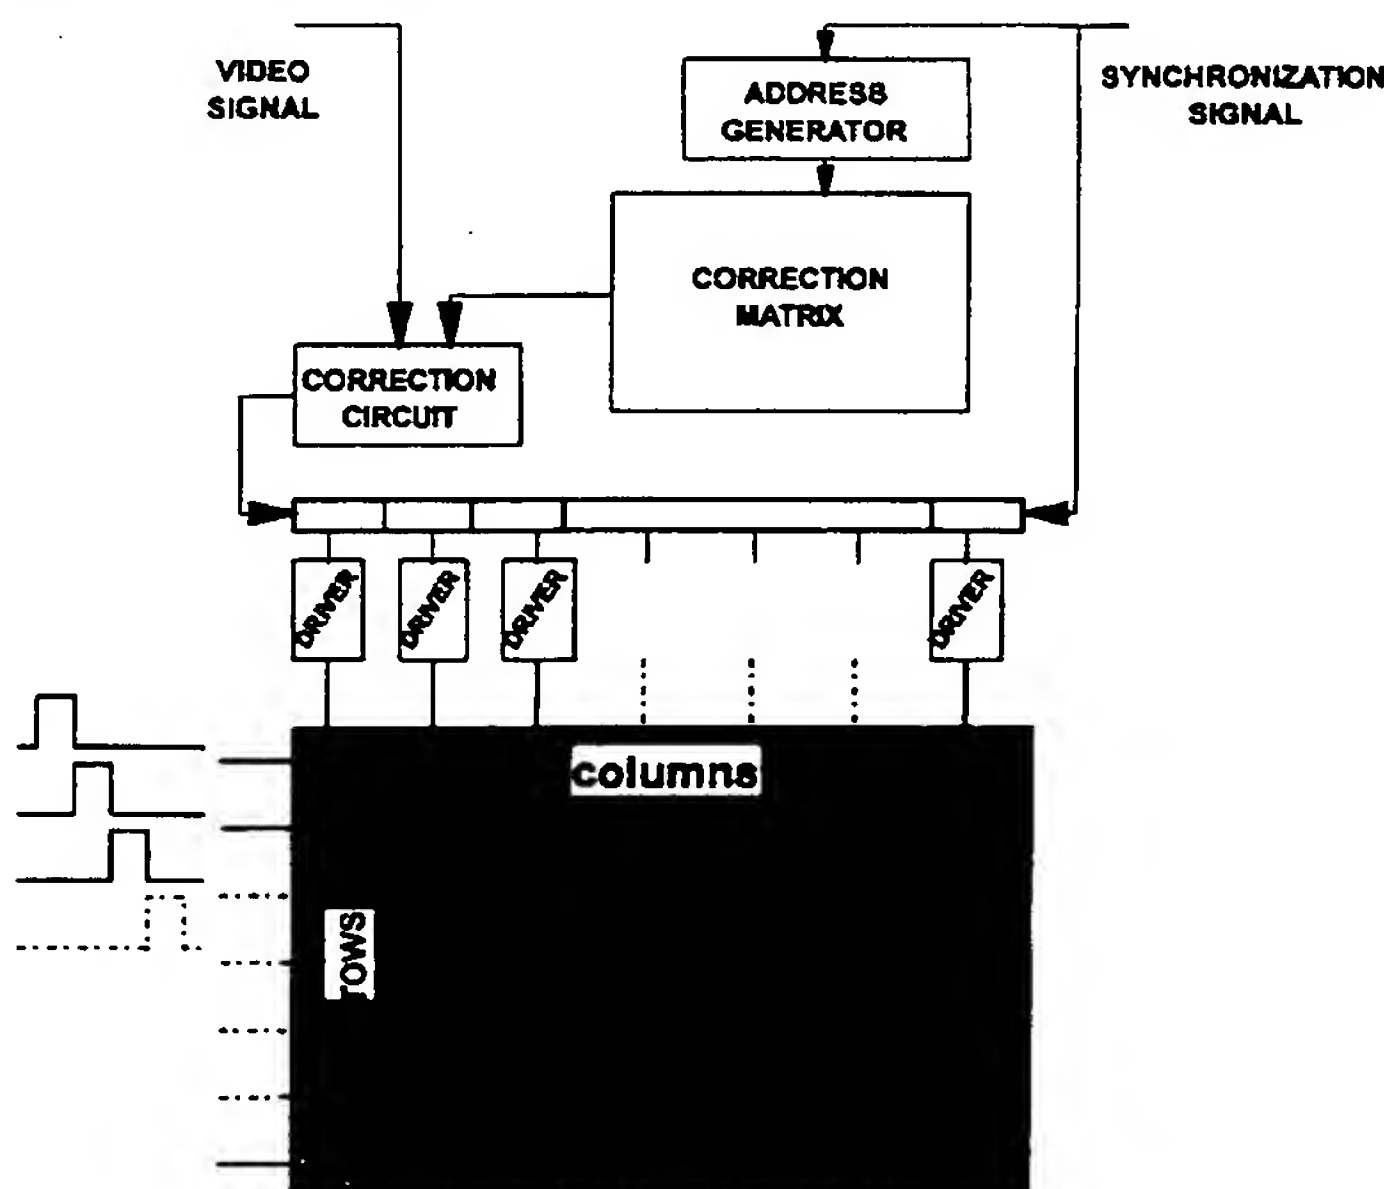 VIDEO
SIGNAL
ADDRESS
GENERATOR
SYNCHRONIZATION
SIGNAL
CORRECTION
MATRIX
CORRECTION
CIRCUIT
DRIVER
DRIVER
DRIVER
DRIVER
columns
rows